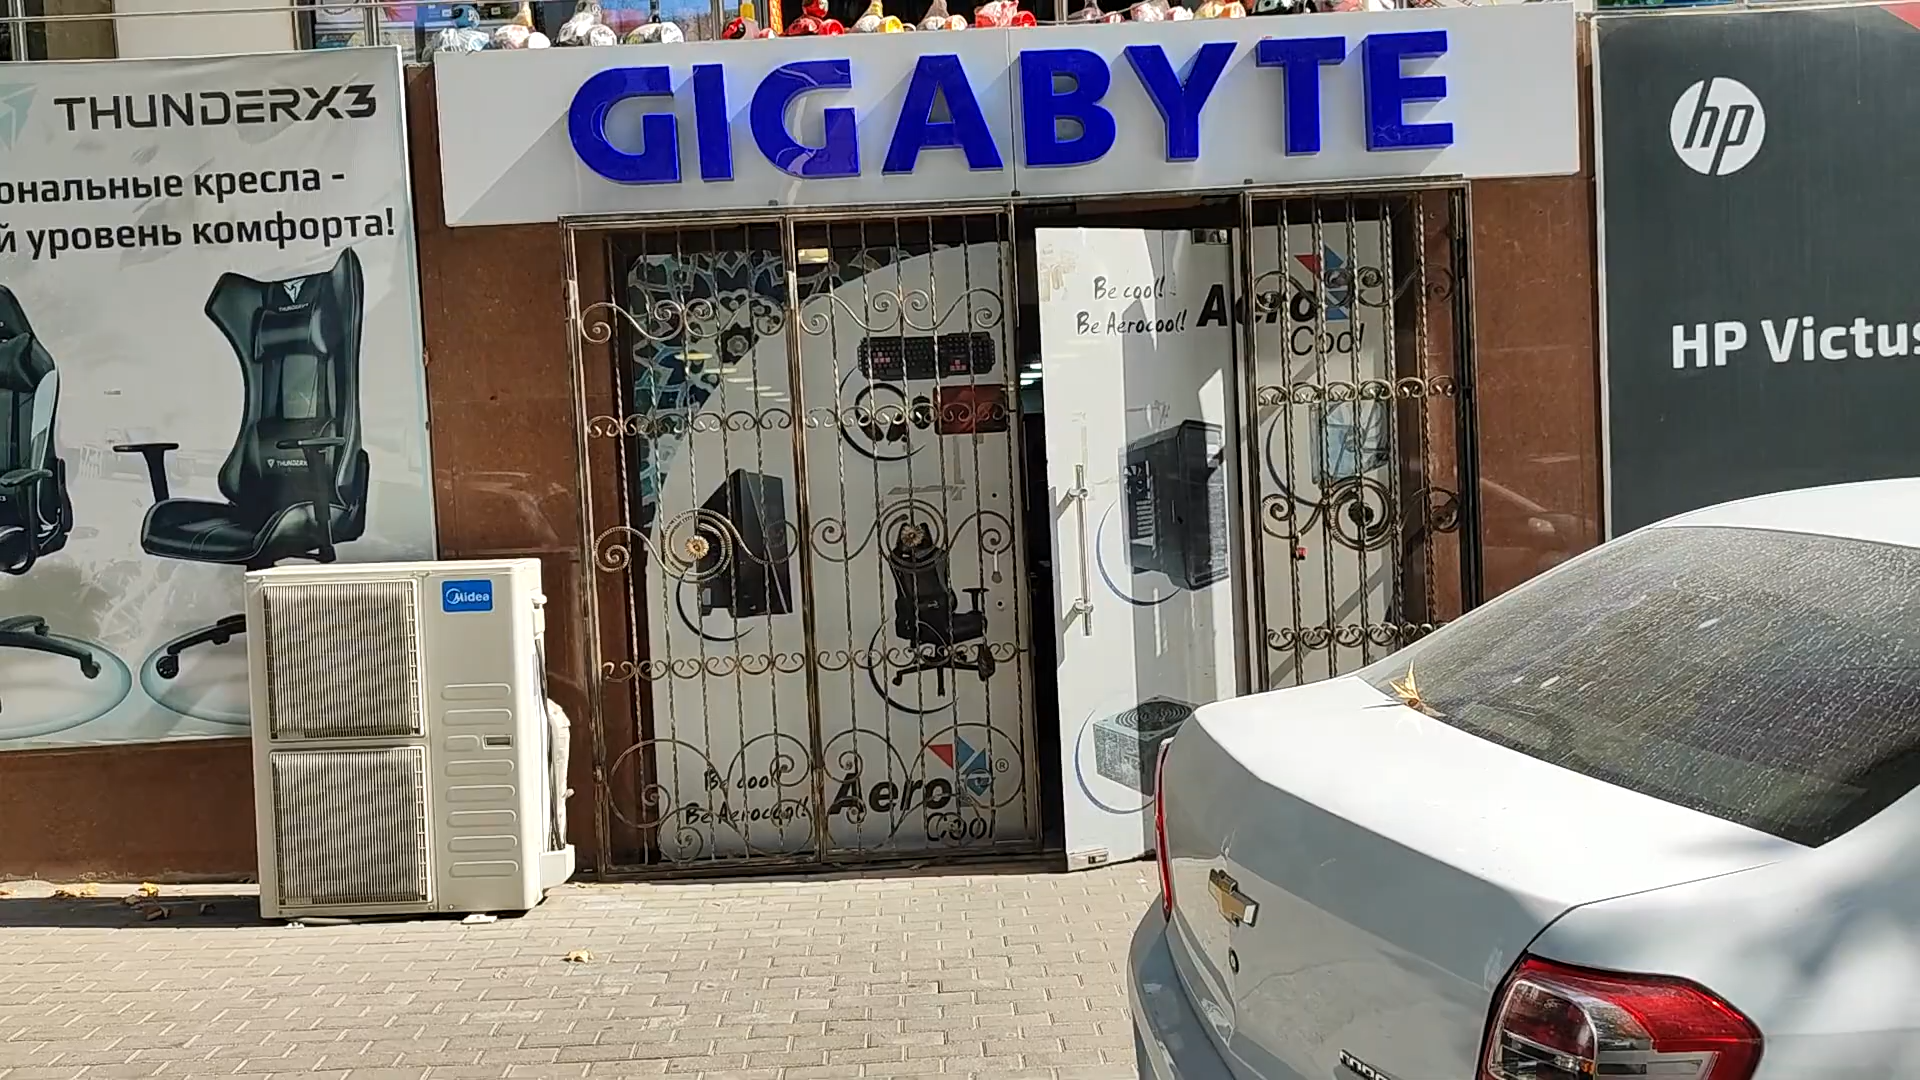 THUNDERX3
ональные кресла -
й уровень комфорта!
GIGABYTE
hp
HP Victus
Be cool!
Be Aerocool!
Aero
Cool
THUNDERX
Midea
Be cool!
Be Aerocool!
Aero
Cool
®